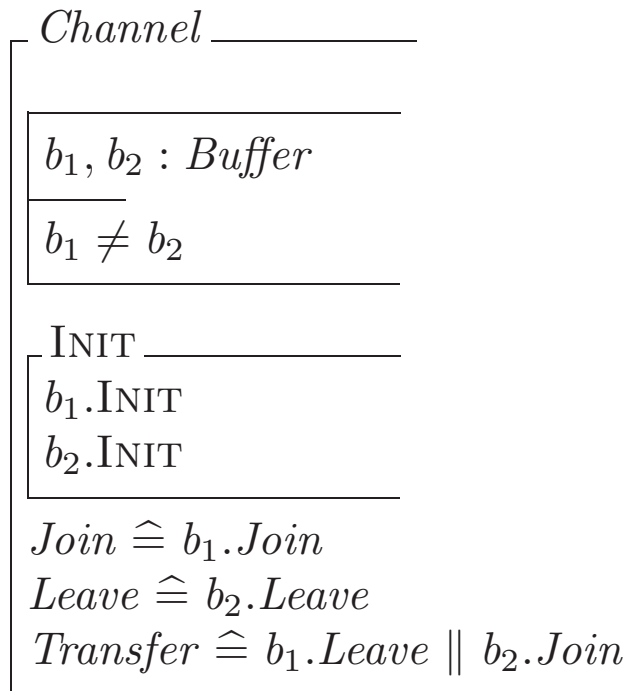 Channel
b₁, b₂ : Buffer
b₁ ≠ b₂
INIT
b₁.INIT
b₂.INIT
Join ≙ b₁.Join
Leave ≙ b₂.Leave
Transfer ≙ b₁.Leave ∥ b₂.Join